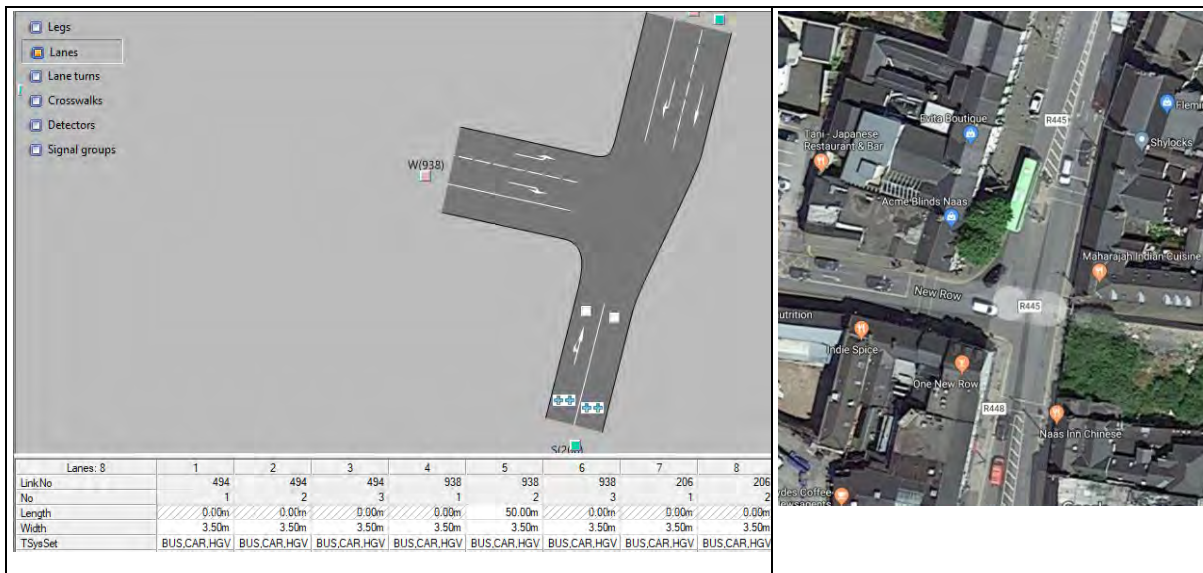 Legs
Lanes
Lane turns
Crosswalks
Detectors
Signal groups
W(938)
Lanes: 8 1 2 3 4 5 6 7 8
LinkNo 494 494 494 938 938 938 206 206
No 1 2 3 1 2 3 1 2
Length 0.00m 0.00m 0.00m 0.00m 50.00m 0.00m 0.00m 0.00m
Width 3.50m 3.50m 3.50m 3.50m 3.50m 3.50m 3.50m 3.50m
TSysSet BUS,CAR,HGV BUS,CAR,HGV BUS,CAR,HGV BUS,CAR,HGV BUS,CAR,HGV BUS,CAR,HGV BUS,CAR,HGV BUS,CAR,HGV
Flemi
Evita Boutique
R445
Tani - Japanese
Restaurant & Bar
Shylocks
Acme Blinds Naas
Maharajah Indian Cuisine
New Row
R445
utrition
Indie Spice
One New Row
R448
Naas Inn Chinese
Coffee